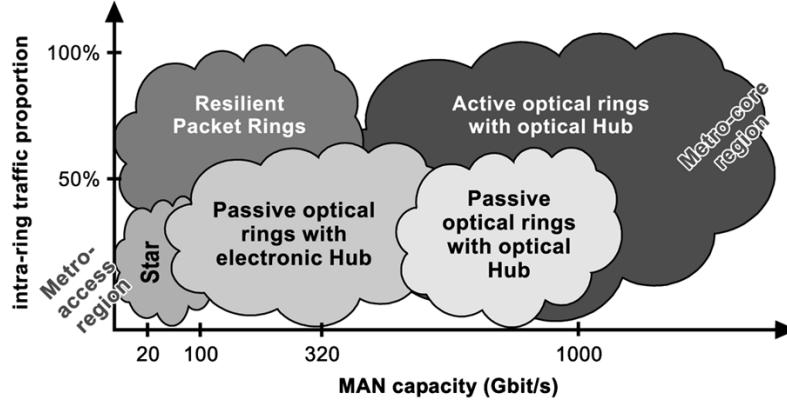 100%
50%
intra-ring traffic proportion
Resilient
Packet Rings
Active optical rings
with optical Hub
Metro-core
region
Passive optical
rings with
electronic Hub
Passive
optical rings
with optical
Hub
Star
Metro-
access
region
20
100
320
1000
MAN capacity (Gbit/s)